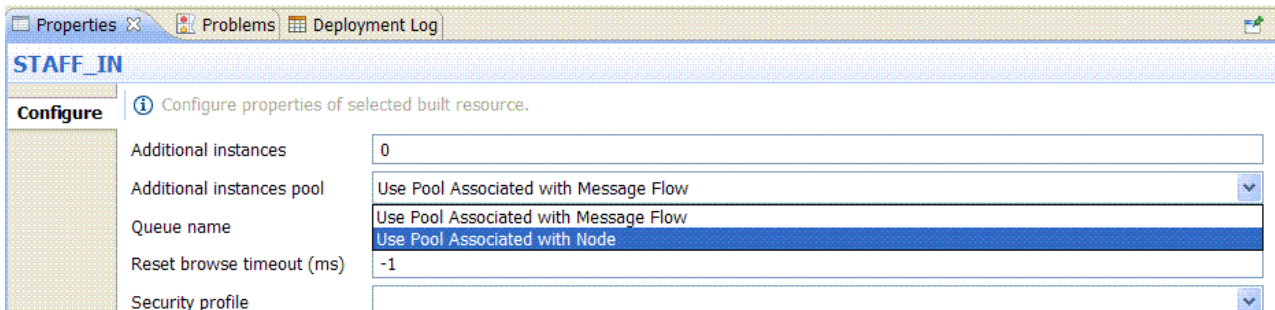 Properties Problems Deployment Log
STAFF_IN
Configure
Configure properties of selected built resource.
Additional instances 0
Additional instances pool Use Pool Associated with Message Flow
Use Pool Associated with Message Flow
Queue name
Use Pool Associated with Node
Reset browse timeout (ms) -1
Security profile